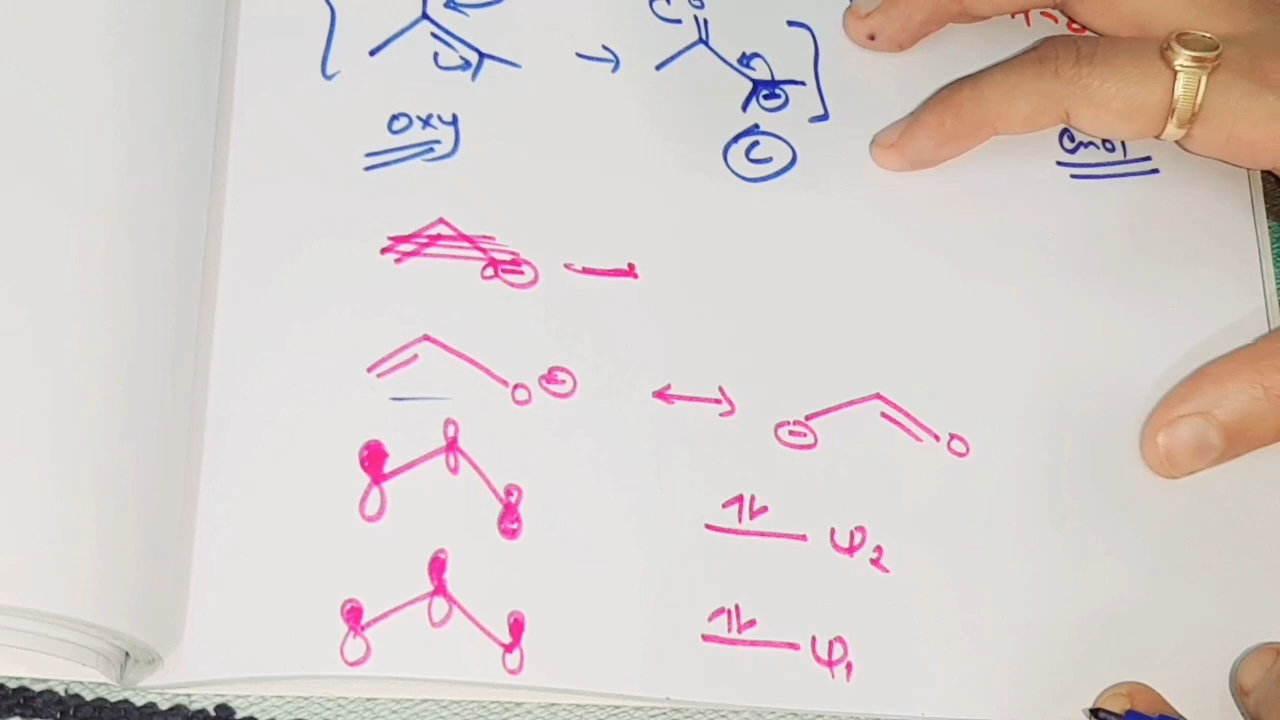 O
Oxy
C
enol
O ⊖
O ⊖ ↔ ⊖ O
⥮ ψ2
⥮ ψ1